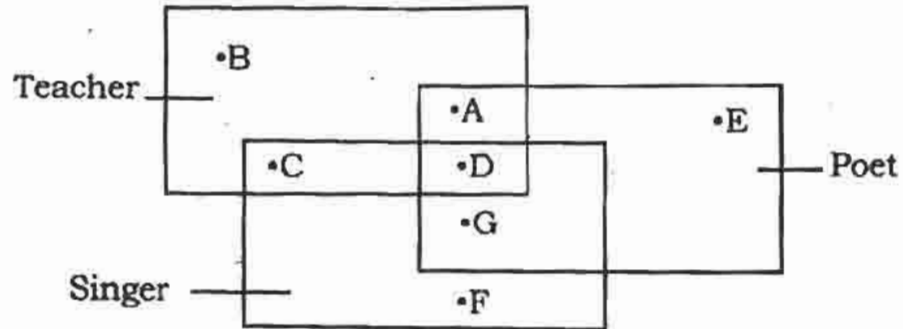 •B
Teacher
•A
•E
•C
•D
Poet
•G
Singer
•F